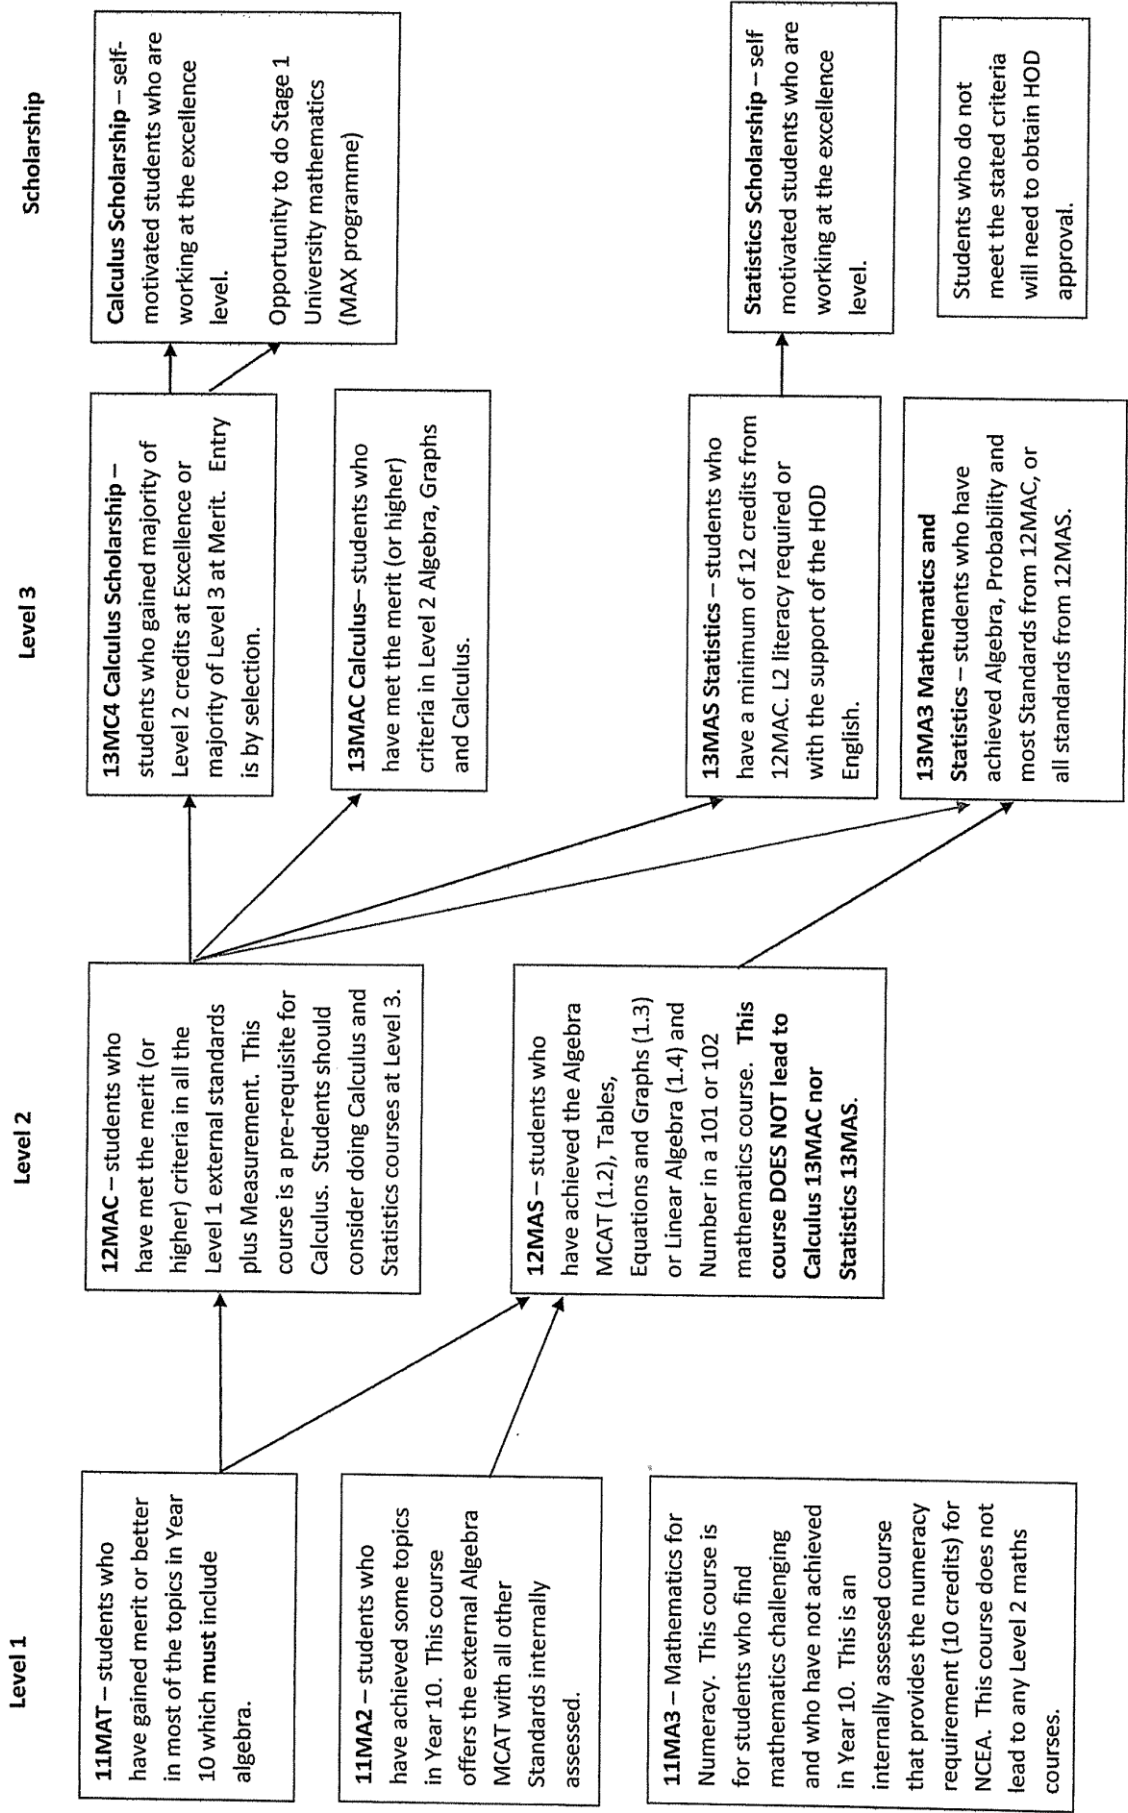 Level 1
11MAT – students who
have gained merit or better
in most of the topics in Year
10 which must include
algebra.
11MA2 – students who
have achieved some topics
in Year 10. This course
offers the external Algebra
MCAT with all other
Standards internally
assessed.
11MA3 – Mathematics for
Numeracy. This course is
for students who find
mathematics challenging
and who have not achieved
in Year 10. This is an
internally assessed course
that provides the numeracy
requirement (10 credits) for
NCEA. This course does not
lead to any Level 2 maths
courses.
Level 2
12MAC – students who
have met the merit (or
higher) criteria in all the
Level 1 external standards
plus Measurement. This
course is a pre-requisite for
Calculus. Students should
consider doing Calculus and
Statistics courses at Level 3.
12MAS – students who
have achieved the Algebra
MCAT (1.2), Tables,
Equations and Graphs (1.3)
or Linear Algebra (1.4) and
Number in a 101 or 102
mathematics course. This
course DOES NOT lead to
Calculus 13MAC nor
Statistics 13MAS.
Level 3
13MC4 Calculus Scholarship –
students who gained majority of
Level 2 credits at Excellence or
majority of Level 3 at Merit. Entry
is by selection.
13MAC Calculus– students who
have met the merit (or higher)
criteria in Level 2 Algebra, Graphs
and Calculus.
13MAS Statistics – students who
have a minimum of 12 credits from
12MAC. L2 literacy required or
with the support of the HOD
English.
13MA3 Mathematics and
Statistics – students who have
achieved Algebra, Probability and
most Standards from 12MAC, or
all standards from 12MAS.
Scholarship
Calculus Scholarship – self-
motivated students who are
working at the excellence
level.
Opportunity to do Stage 1
University mathematics
(MAX programme)
Statistics Scholarship – self
motivated students who are
working at the excellence
level.
Students who do not
meet the stated criteria
will need to obtain HOD
approval.